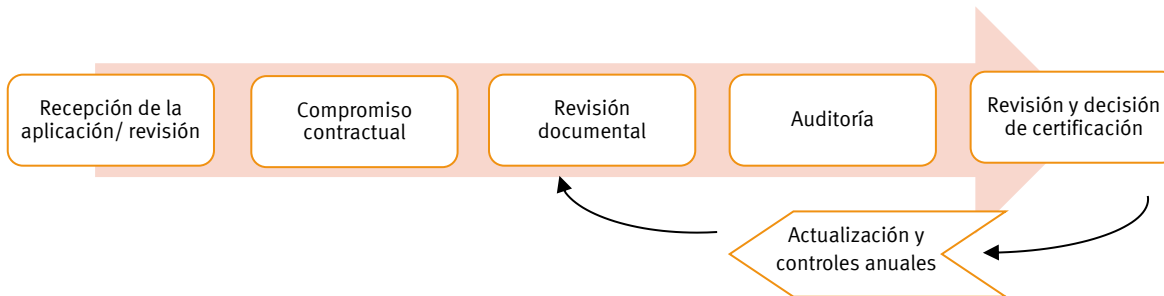 Recepción de la
aplicación/ revisión
Compromiso
contractual
Revisión
documental
Auditoría
Revisión y decisión
de certificación
Actualización y
controles anuales